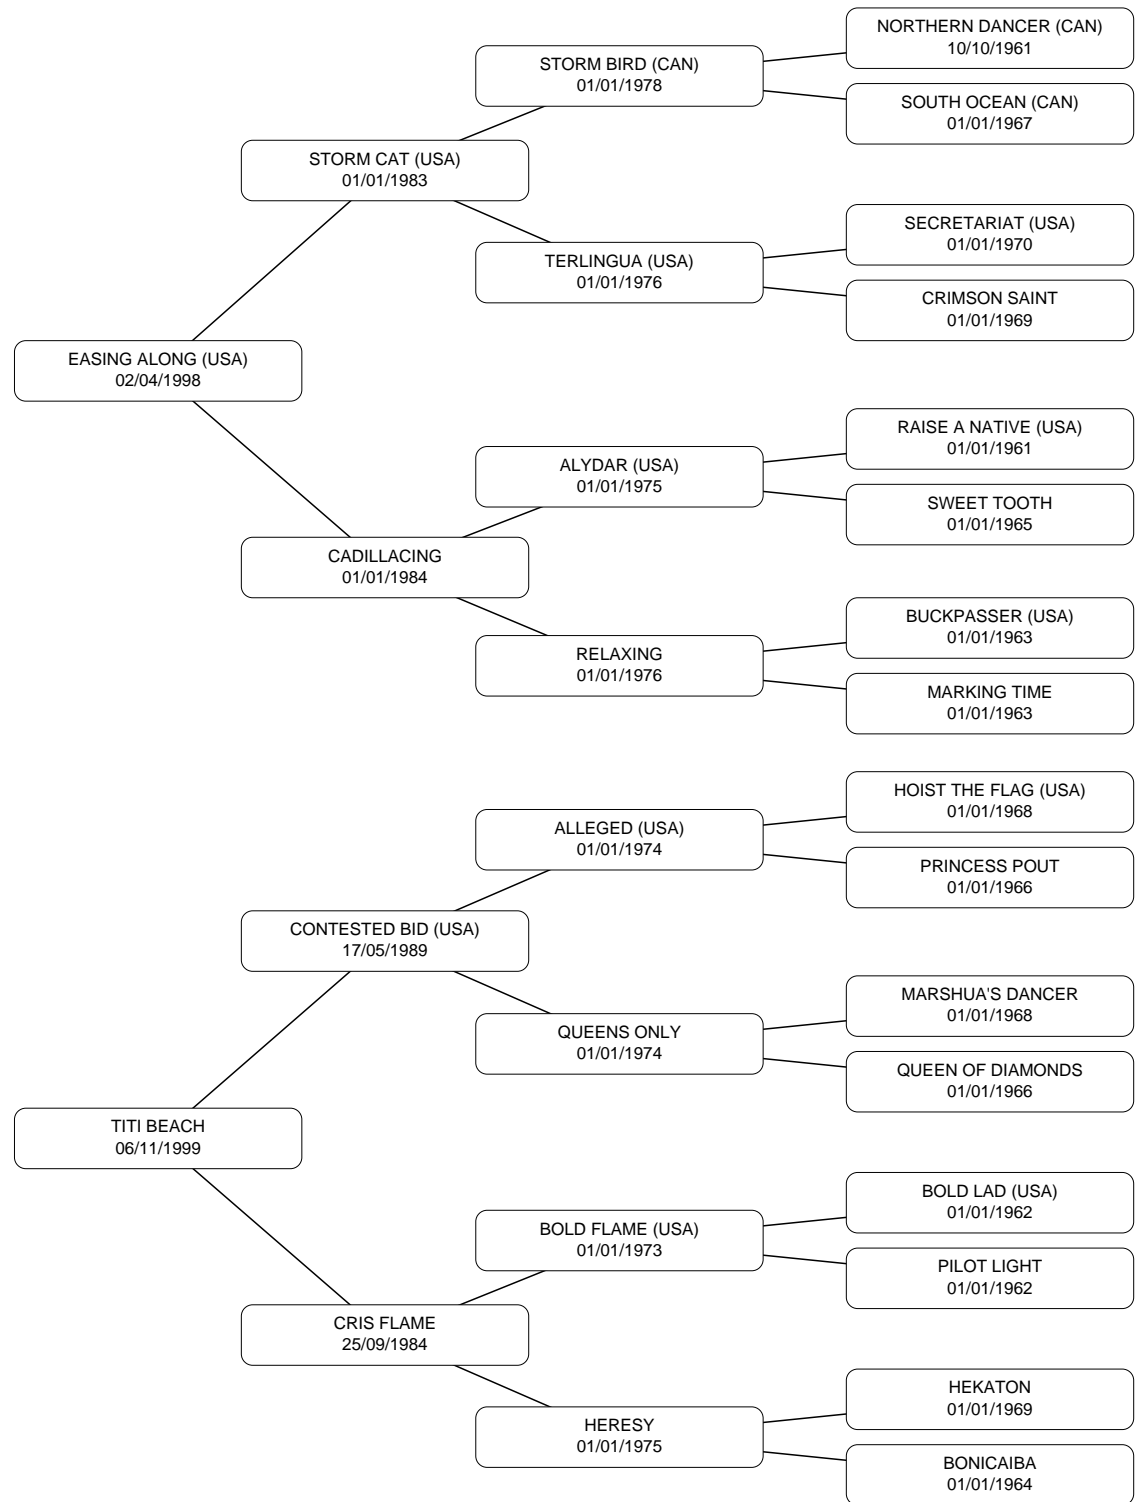 NORTHERN DANCER (CAN)
10/10/1961
STORM BIRD (CAN)
01/01/1978
SOUTH OCEAN (CAN)
01/01/1967
STORM CAT (USA)
01/01/1983
SECRETARIAT (USA)
01/01/1970
TERLINGUA (USA)
01/01/1976
CRIMSON SAINT
01/01/1969
EASING ALONG (USA)
02/04/1998
RAISE A NATIVE (USA)
01/01/1961
ALYDAR (USA)
01/01/1975
SWEET TOOTH
01/01/1965
CADILLACING
01/01/1984
BUCKPASSER (USA)
01/01/1963
RELAXING
01/01/1976
MARKING TIME
01/01/1963
HOIST THE FLAG (USA)
01/01/1968
ALLEGED (USA)
01/01/1974
PRINCESS POUT
01/01/1966
CONTESTED BID (USA)
17/05/1989
MARSHUA'S DANCER
01/01/1968
QUEENS ONLY
01/01/1974
QUEEN OF DIAMONDS
01/01/1966
TITI BEACH
06/11/1999
BOLD LAD (USA)
01/01/1962
BOLD FLAME (USA)
01/01/1973
PILOT LIGHT
01/01/1962
CRIS FLAME
25/09/1984
HEKATON
01/01/1969
HERESY
01/01/1975
BONICAIBA
01/01/1964